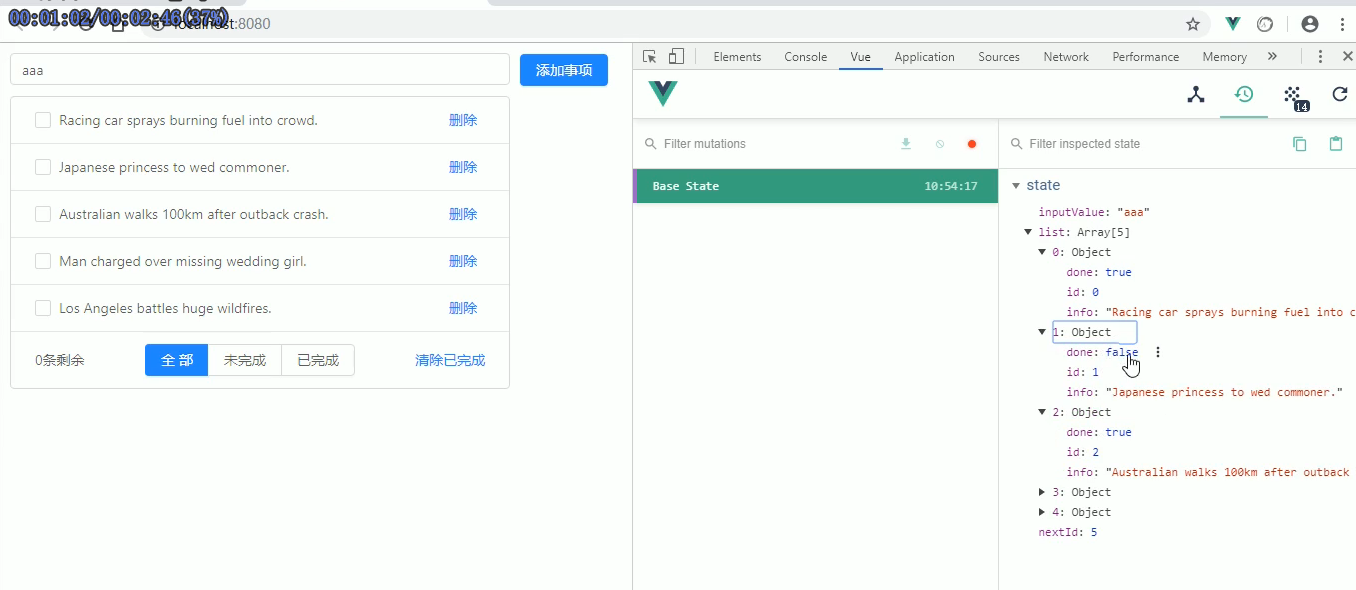 00:01:02/00:02:46(37%)
localhost:8080
aaa
添加事项
Racing car sprays burning fuel into crowd.
删除
Japanese princess to wed commoner.
删除
Australian walks 100km after outback crash.
删除
Man charged over missing wedding girl.
删除
Los Angeles battles huge wildfires.
删除
0条剩余
全部
未完成
已完成
清除已完成
Elements Console Vue Application Sources Network Performance Memory
14
Filter mutations
Base State 10:54:17
Filter inspected state
state
inputValue: "aaa"
list: Array[5]
0: Object
done: true
id: 0
info: "Racing car sprays burning fuel into c
1: Object
done: false
id: 1
info: "Japanese princess to wed commoner."
2: Object
done: true
id: 2
info: "Australian walks 100km after outback
3: Object
4: Object
nextId: 5